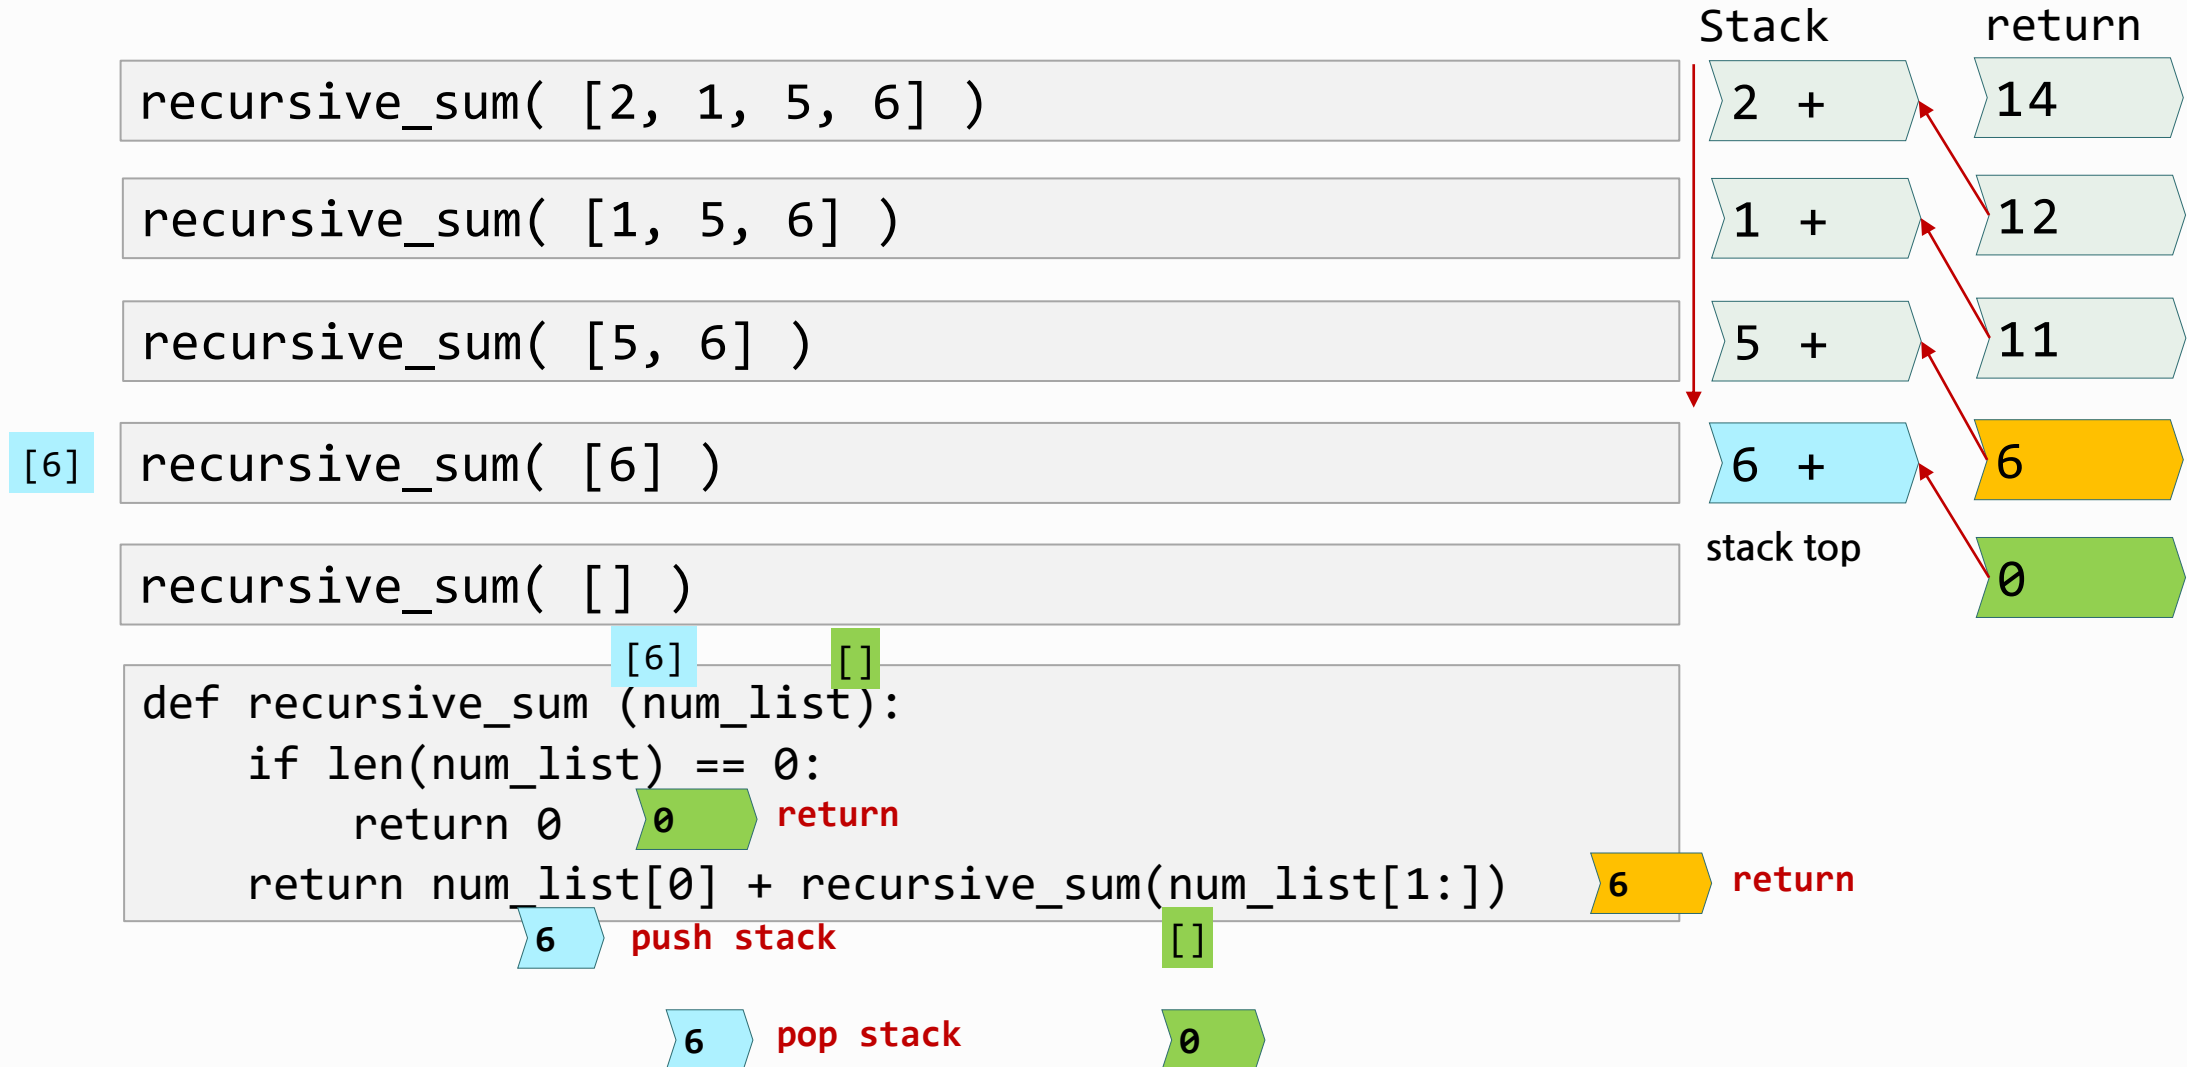 Stack return
recursive_sum( [2, 1, 5, 6] ) 2 + 14
recursive_sum( [1, 5, 6] ) 1 + 12
recursive_sum( [5, 6] ) 5 + 11
[6] recursive_sum( [6] ) 6 + 6
stack top
recursive_sum( [] ) 0
[6] []
def recursive_sum (num_list):
if len(num_list) == 0:
return 0 0 return
return num_list[0] + recursive_sum(num_list[1:]) 6 return
6 push stack []
6 pop stack 0